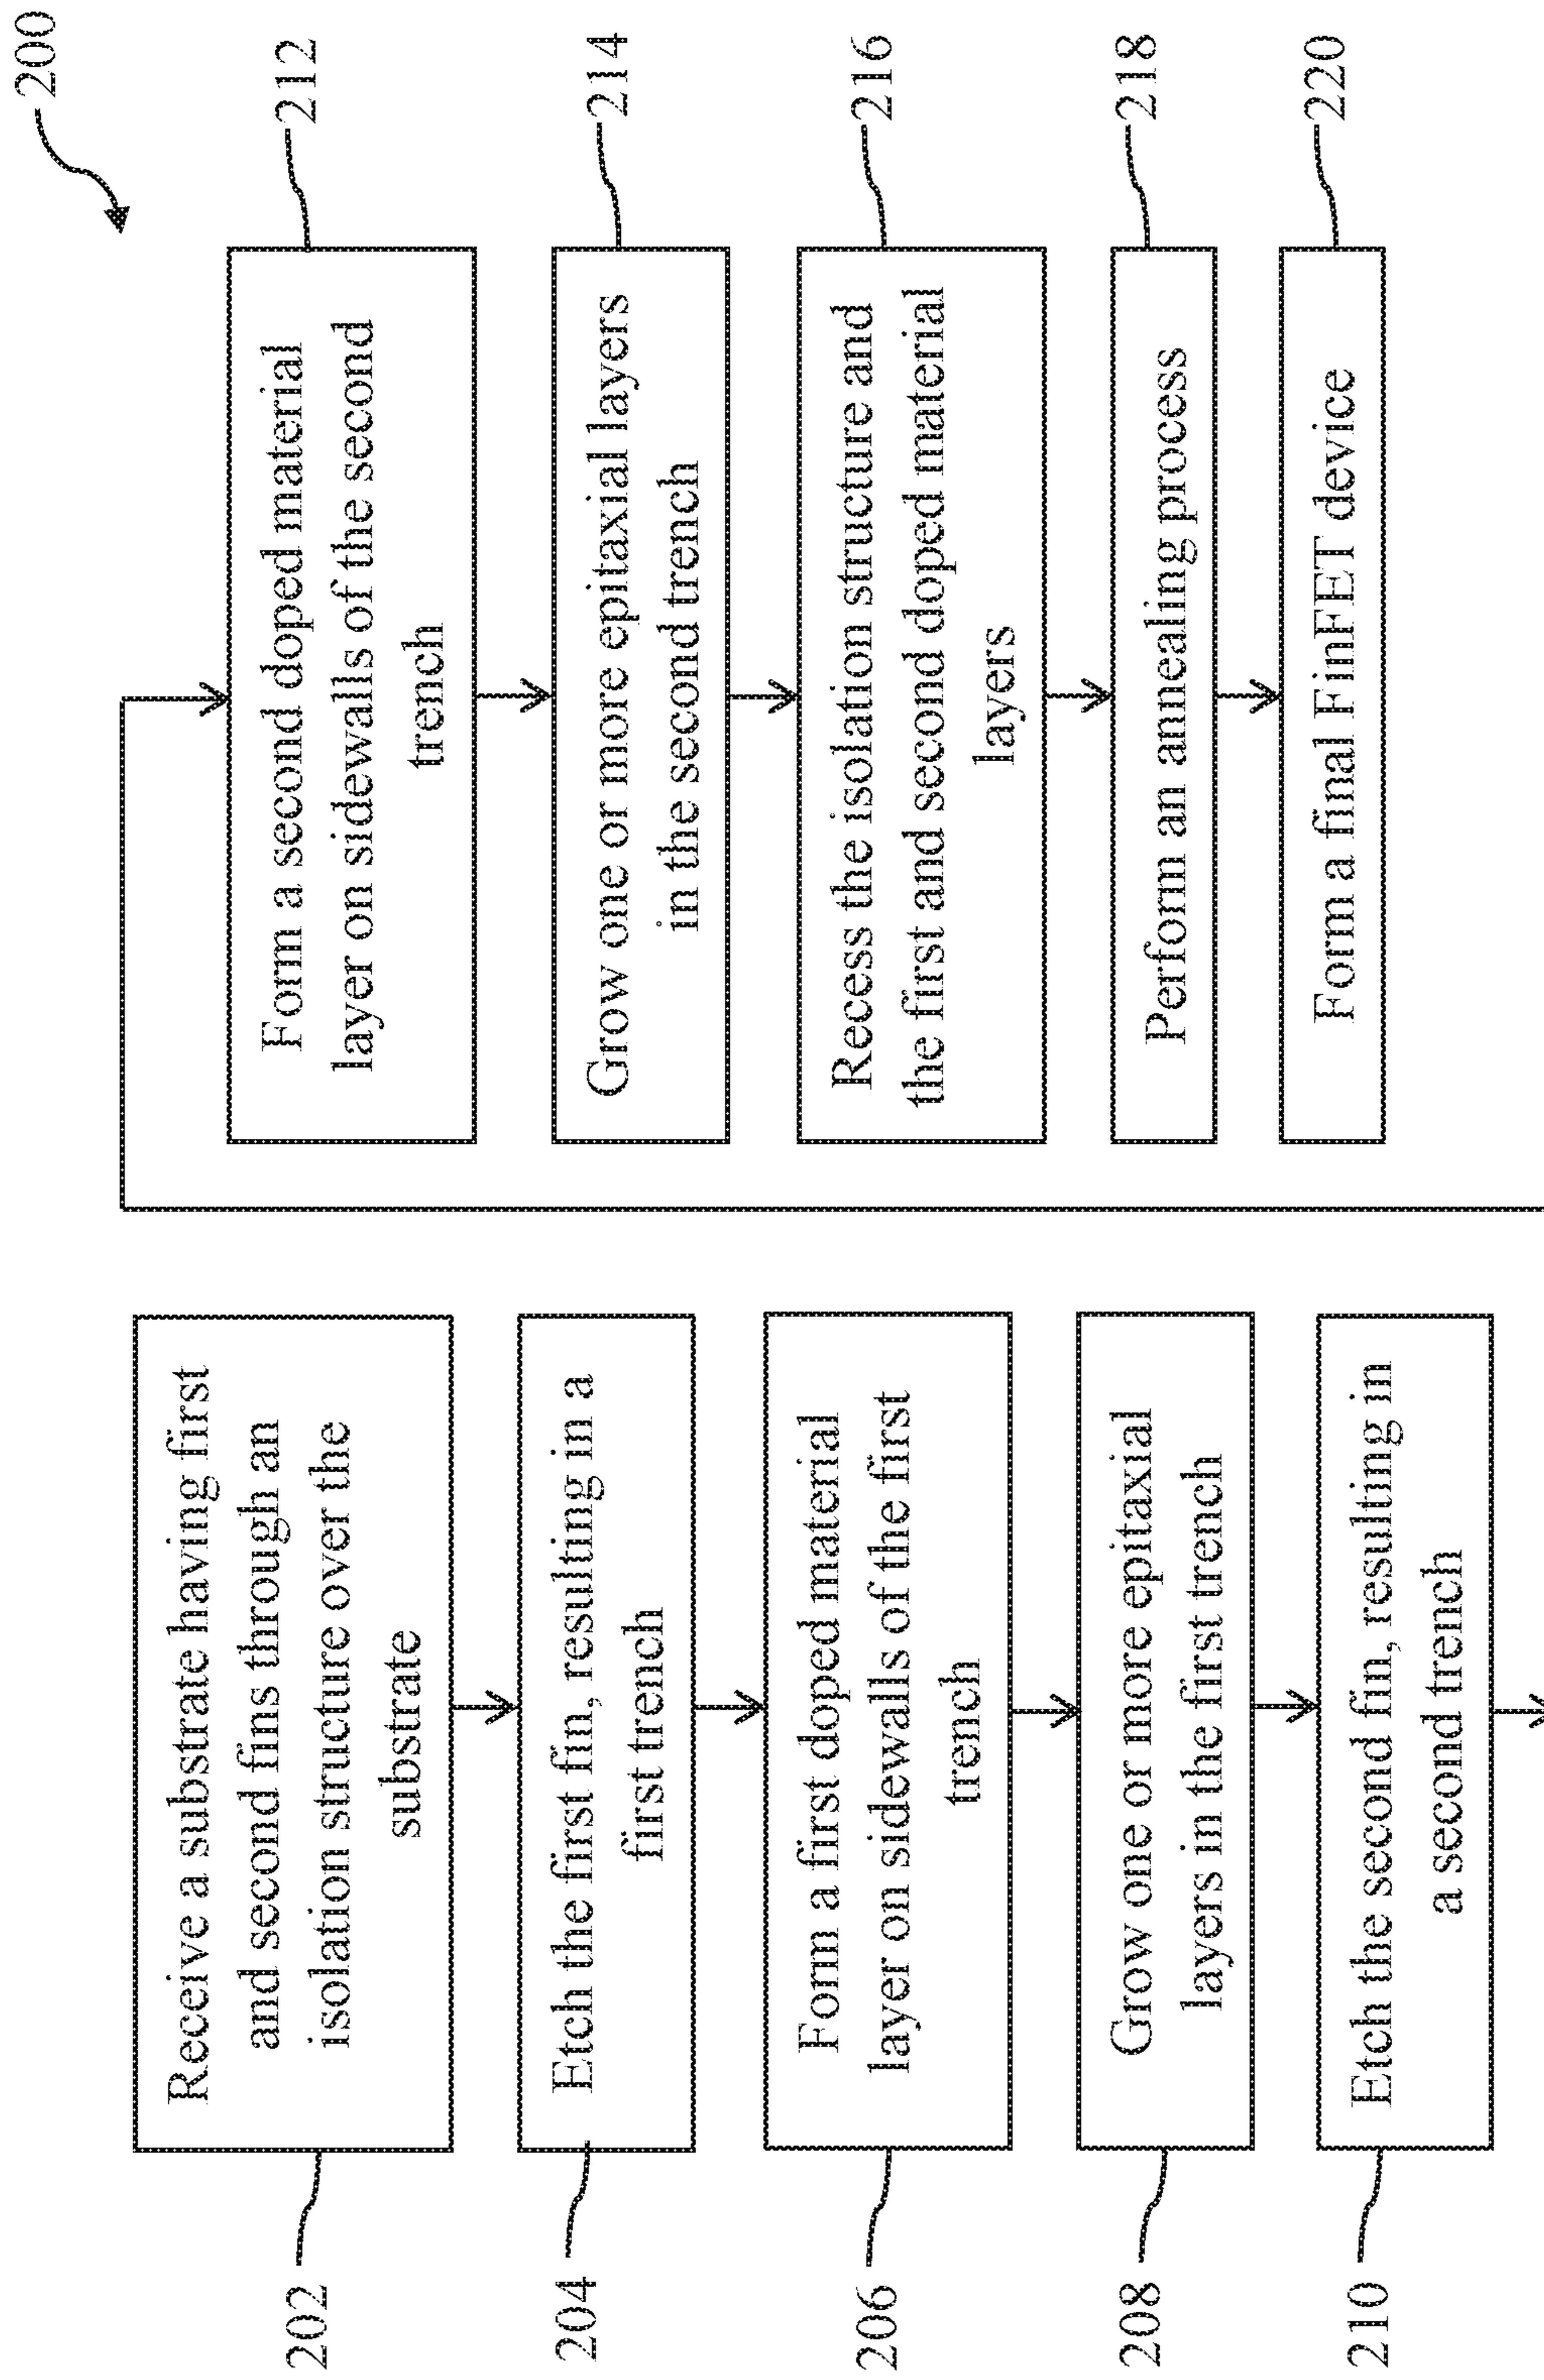 200
202
Receive a substrate having first
and second fins through an
isolation structure over the
substrate
204
Etch the first fin, resulting in a
first trench
206
Form a first doped material
layer on sidewalls of the first
trench
208
Grow one or more epitaxial
layers in the first trench
210
Etch the second fin, resulting in
a second trench
212
Form a second doped material
layer on sidewalls of the second
trench
214
Grow one or more epitaxial layers
in the second trench
216
Recess the isolation structure and
the first and second doped material
layers
218
Perform an annealing process
220
Form a final FinFET device